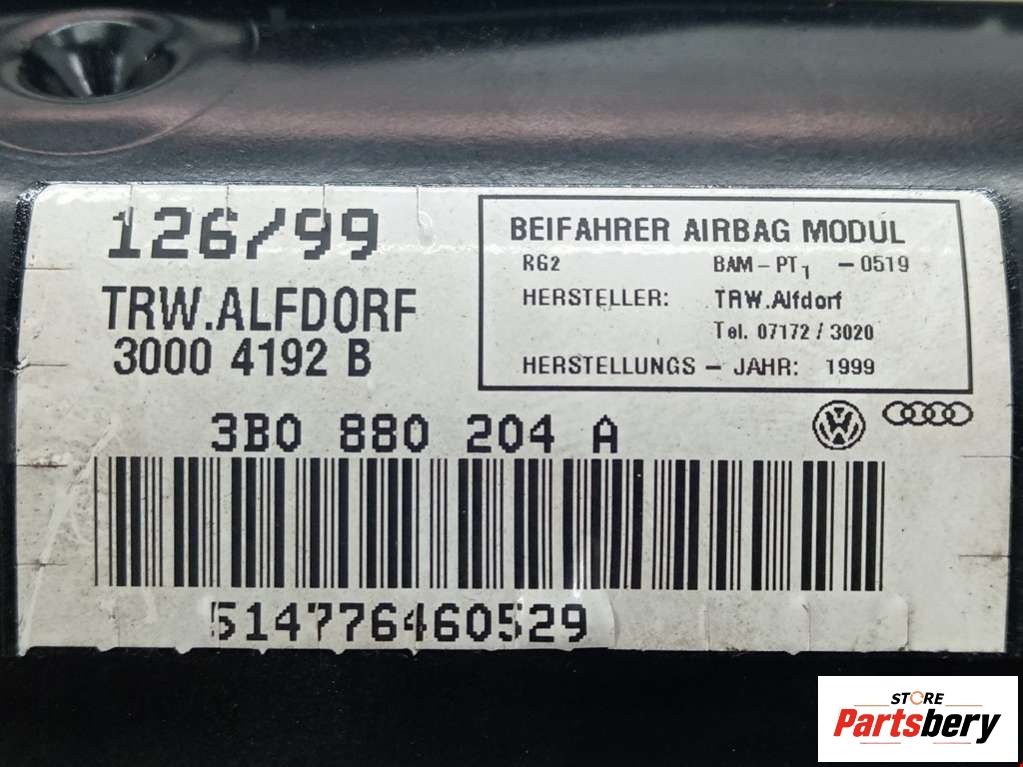 126/99
TRW.ALFDORF
3000 4192 B
BEIFAHRER AIRBAG MODUL
RG2 BAM-PT1 -0519
HERSTELLER: TRW.Alfdorf
Tel. 07172/3020
HERSTELLUNGS - JAHR: 1999
3B0 880 204 A
514776460529
STORE
Partsbery